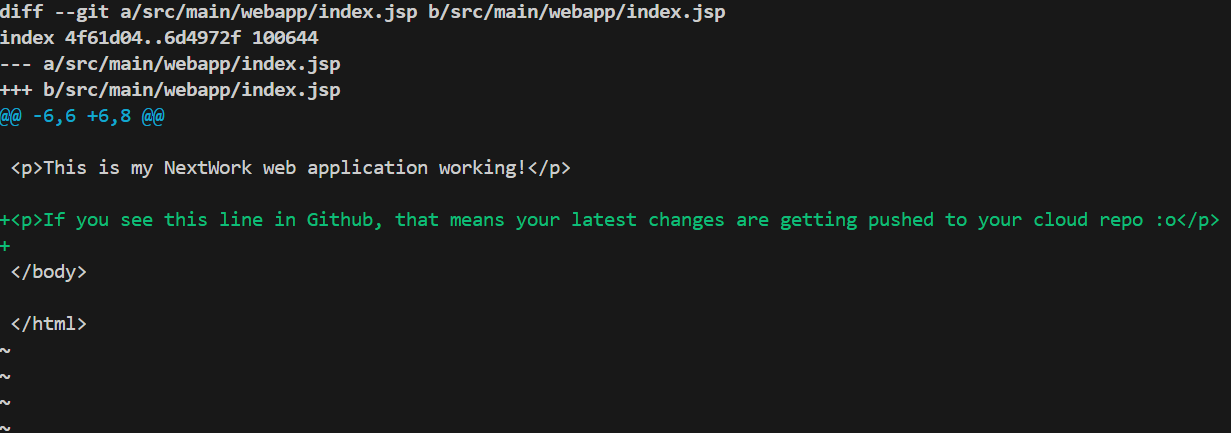 diff --git a/src/main/webapp/index.jsp b/src/main/webapp/index.jsp
index 4f61d04..6d4972f 100644
--- a/src/main/webapp/index.jsp
+++ b/src/main/webapp/index.jsp
@@ -6,6 +6,8 @@

 <p>This is my NextWork web application working!</p>

+<p>If you see this line in Github, that means your latest changes are getting pushed to your cloud repo :o</p>
+
 </body>

 </html>
~
~
~
~